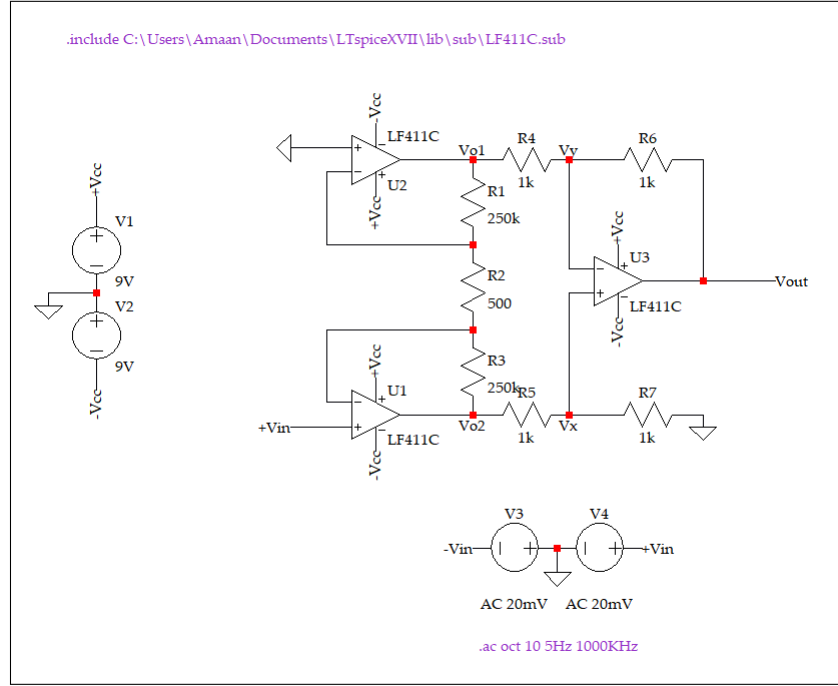 .include C:\Users\Amaan\Documents\LTspiceXVII\lib\sub\LF411C.sub
-Vcc
LF411C
U2
+Vcc
Vo1
R4
1k
Vy
R6
1k
+Vcc
V1
9V
V2
9V
-Vcc
R1
250k
R2
500
R3
250k
+Vcc
U3
LF411C
-Vcc
Vout
+Vcc
U1
LF411C
-Vcc
+Vin
Vo2
R5
1k
Vx
R7
1k
V3
V4
-Vin
+Vin
AC 20mV
AC 20mV
.ac oct 10 5Hz 1000KHz